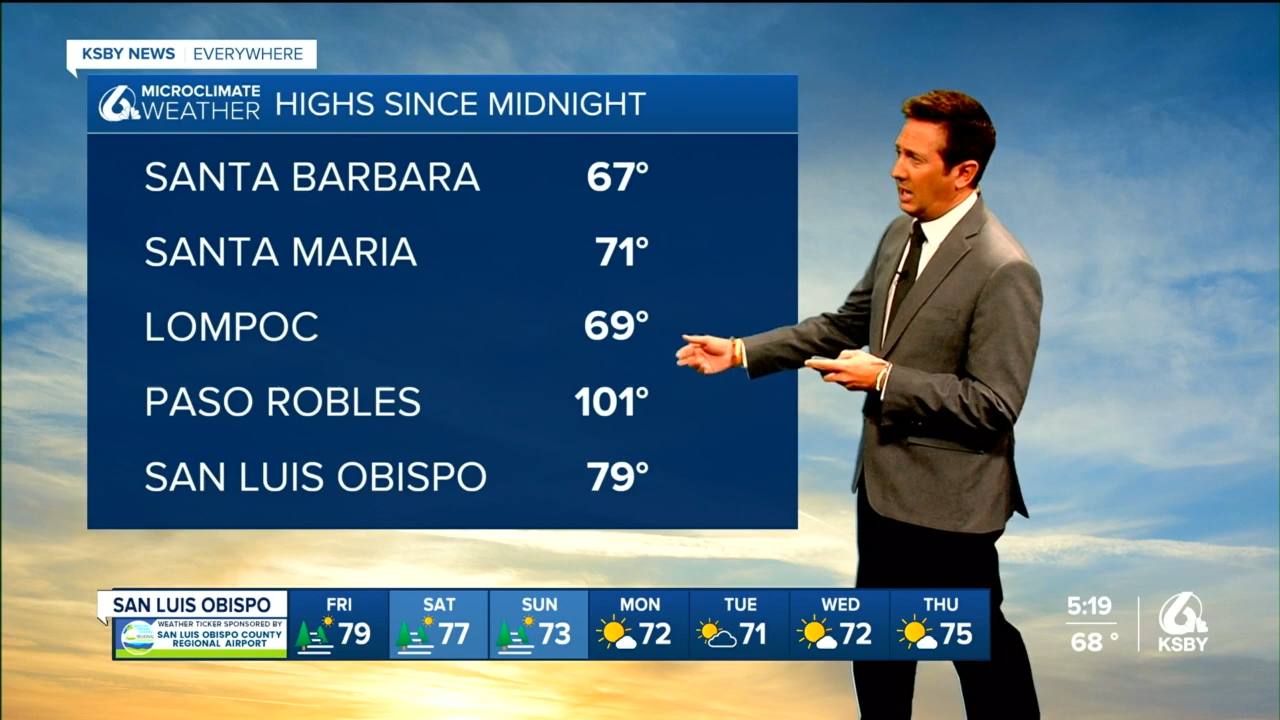 KSBY NEWS | EVERYWHERE
6 MICROCLIMATE WEATHER HIGHS SINCE MIDNIGHT
SANTA BARBARA 67°
SANTA MARIA 71°
LOMPOC 69°
PASO ROBLES 101°
SAN LUIS OBISPO 79°
SAN LUIS OBISPO
WEATHER TICKER SPONSORED BY
SAN LUIS OBISPO COUNTY
REGIONAL AIRPORT
FRI 79
SAT 77
SUN 73
MON 72
TUE 71
WED 72
THU 75
5:19
68°
6
KSBY